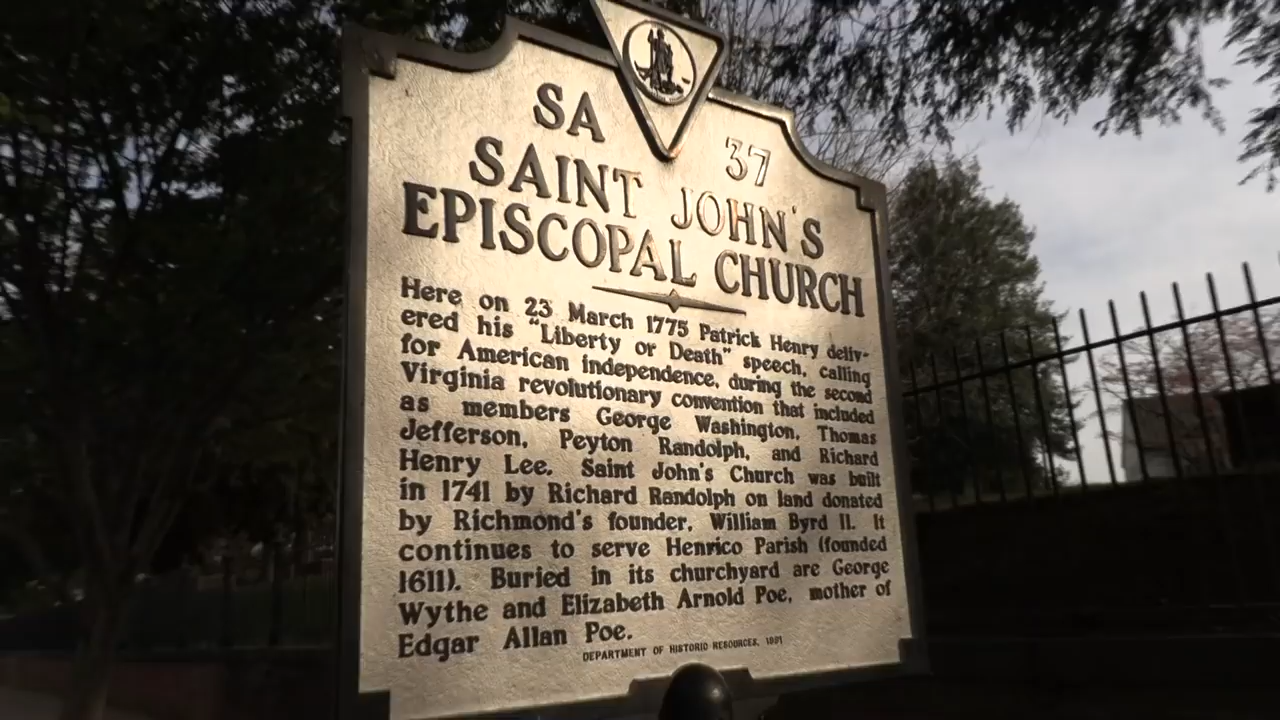 SA 37
SAINT JOHN'S
EPISCOPAL CHURCH
Here on 23 March 1775 Patrick Henry deliv-
ered his "Liberty or Death" speech, calling
for American independence, during the second
Virginia revolutionary convention that included
as members George Washington, Thomas
Jefferson, Peyton Randolph, and Richard
Henry Lee. Saint John's Church was built
in 1741 by Richard Randolph on land donated
by Richmond's founder, William Byrd II. It
continues to serve Henrico Parish (founded
1611). Buried in its churchyard are George
Wythe and Elizabeth Arnold Poe, mother of
Edgar Allan Poe.
DEPARTMENT OF HISTORIC RESOURCES, 1991